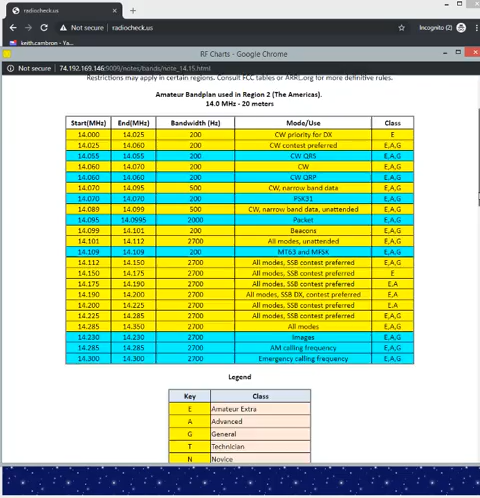 radiocheck.us
Not secure radiocheck.us Incognito (2)
keith.cambron - Ya...
RF Charts - Google Chrome
Not secure 74.192.169.146:9009/notes/bands/note_14.15.html
Restrictions may apply in certain regions. Consult FCC tables or ARRL.org for more definitive rules.
Amateur Bandplan used in Region 2 (The Americas).
14.0 MHz - 20 meters
Start(MHz) End(MHz) Bandwidth (Hz) Mode/Use Class
14.000 14.025 200 CW priority for DX E
14.025 14.060 200 CW contest preferred E,A,G
14.055 14.055 200 CW QRS E,A,G
14.060 14.070 200 CW E,A,G
14.060 14.060 200 CW QRP E,A,G
14.070 14.095 500 CW, narrow band data E,A,G
14.070 14.070 200 PSK31 E,A,G
14.089 14.099 500 CW, narrow band data, unattended E,A,G
14.095 14.0995 2000 Packet E,A,G
14.099 14.101 200 Beacons E,A,G
14.101 14.112 2700 All modes, unattended E,A,G
14.109 14.109 200 MT63 and MFSK E,A,G
14.112 14.150 2700 All modes, SSB contest preferred E,A,G
14.150 14.175 2700 All modes, SSB contest preferred E
14.175 14.190 2700 All modes, SSB contest preferred E.A
14.190 14.200 2700 All modes, SSB DX, contest preferred E.A
14.200 14.225 2700 All modes, SSB contest preferred E.A
14.225 14.285 2700 All modes, SSB contest preferred E,A,G
14.285 14.350 2700 All modes E,A,G
14.230 14.230 2700 Images E,A,G
14.285 14.285 2700 AM calling frequency E,A,G
14.300 14.300 2700 Emergency calling frequency E,A,G
Legend
Key Class
E Amateur Extra
A Advanced
G General
T Technician
N Novice